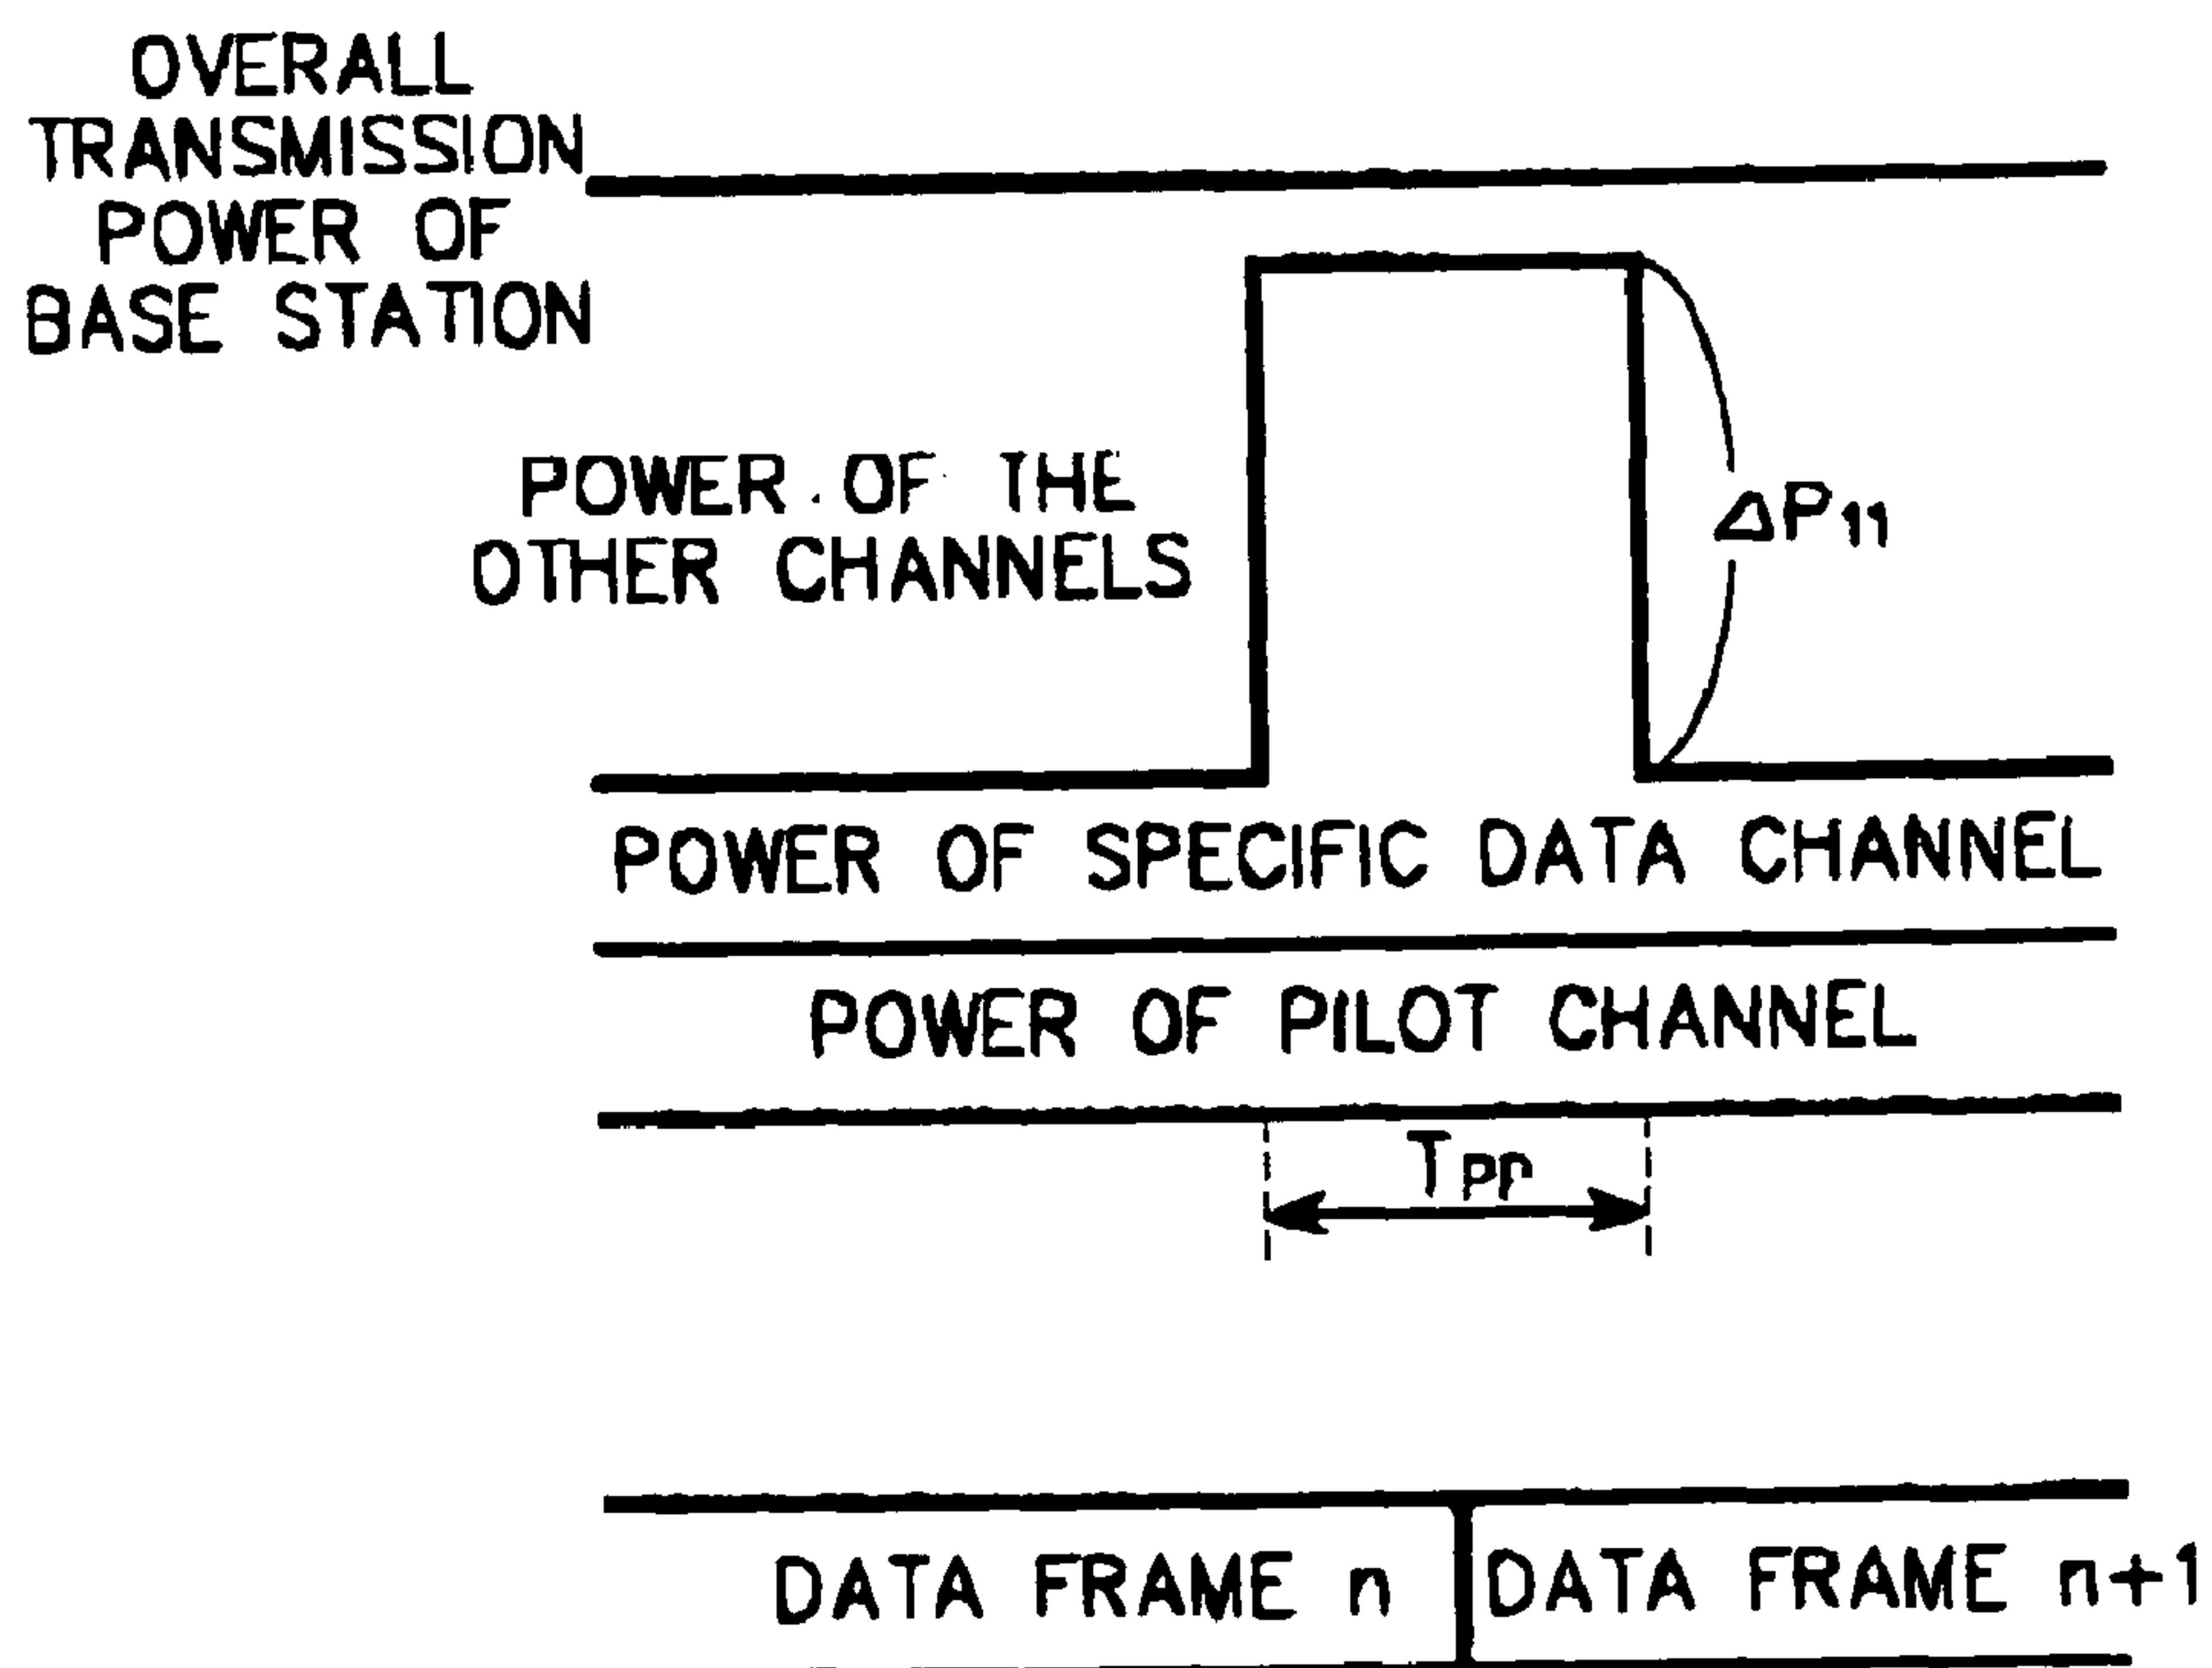 OVERALL
TRANSMISSION
POWER OF
BASE STATION
POWER OF THE
OTHER CHANNELS
ΔP11
POWER OF SPECIFIC DATA CHANNEL
POWER OF PILOT CHANNEL
Tpp
DATA FRAME n
DATA FRAME n+1